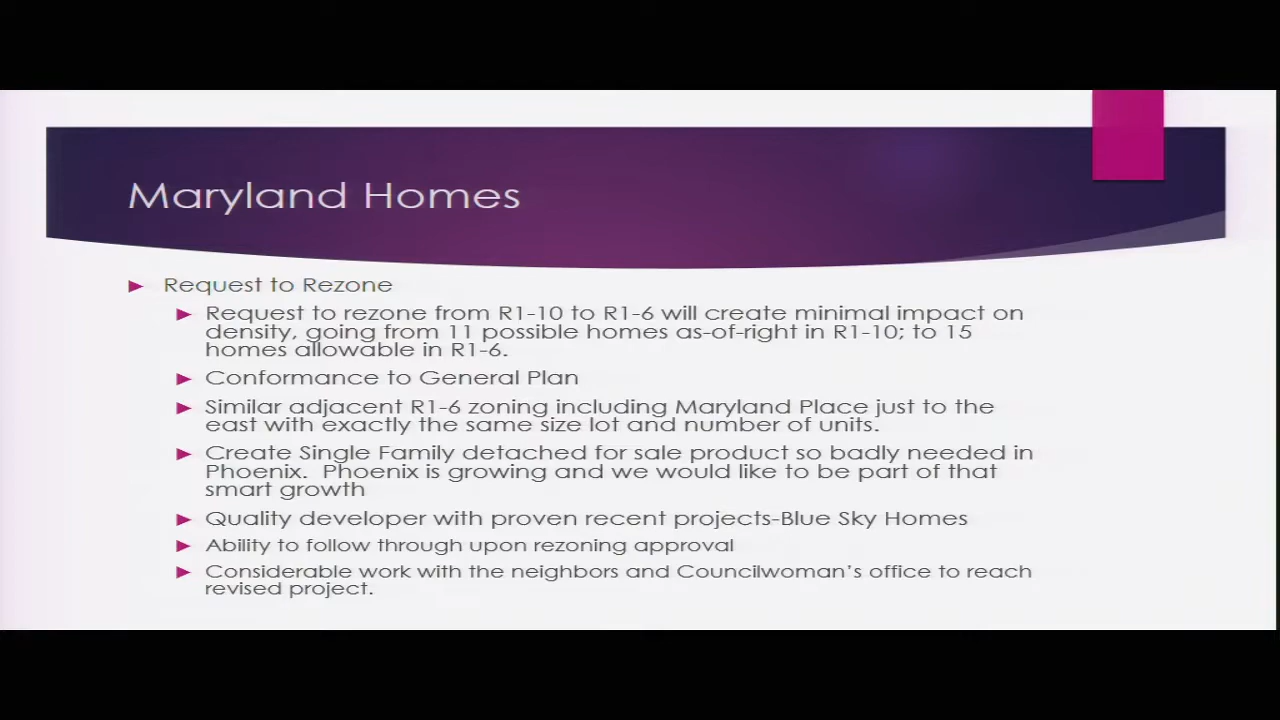 Maryland Homes
Request to Rezone
Request to rezone from R1-10 to R1-6 will create minimal impact on
density, going from 11 possible homes as-of-right in R1-10; to 15
homes allowable in R1-6.
Conformance to General Plan
Similar adjacent R1-6 zoning including Maryland Place just to the
east with exactly the same size lot and number of units.
Create Single Family detached for sale product so badly needed in
Phoenix.  Phoenix is growing and we would like to be part of that
smart growth
Quality developer with proven recent projects-Blue Sky Homes
Ability to follow through upon rezoning approval
Considerable work with the neighbors and Councilwoman's office to reach
revised project.